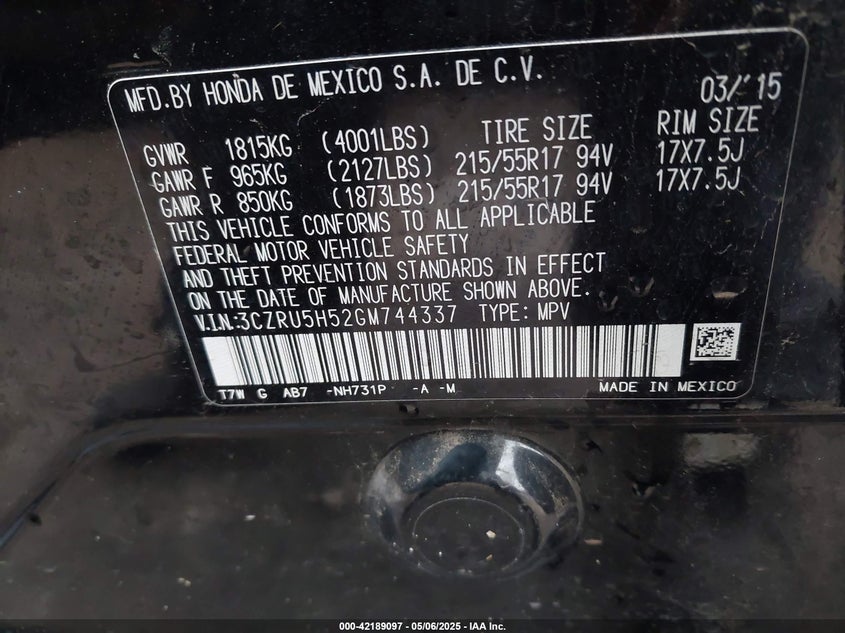 MFD.BY HONDA DE MEXICO S.A. DE C.V. 03/'15
GVWR 1815KG (4001LBS) TIRE SIZE RIM SIZE
GAWR F 965KG (2127LBS) 215/55R17 94V 17X7.5J
GAWR R 850KG (1873LBS) 215/55R17 94V 17X7.5J
THIS VEHICLE CONFORMS TO ALL APPLICABLE
FEDERAL MOTOR VEHICLE SAFETY
AND THEFT PREVENTION STANDARDS IN EFFECT
ON THE DATE OF MANUFACTURE SHOWN ABOVE.
V.I.N:3CZRU5H52GM744337 TYPE: MPV
T7W G AB7 -NH731P -A -M MADE IN MEXICO
000-42189097 - 05/06/2025 - IAA Inc.